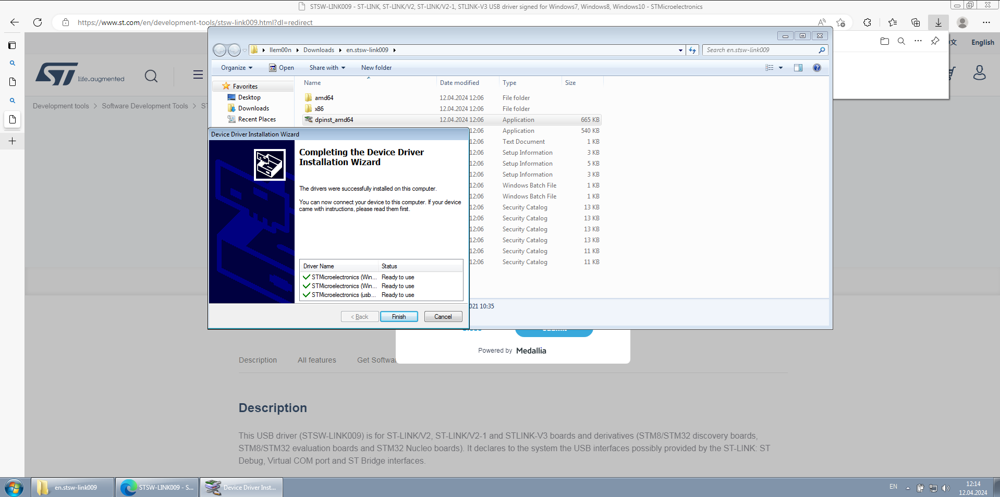 STSW-LINK009 - ST-LINK, ST-LINK/V2, ST-LINK/V2-1, STLINK-V3 USB driver signed for Windows7, Windows8, Windows10 - STMicroelectronics
https://www.st.com/en/development-tools/stsw-link009.html?dl=redirect
English
life.augmented
Development tools > Software Development Tools > ST
llem00n ▸ Downloads ▸ en.stsw-link009 ▸
Search en.stsw-link009
Organize Open Share with New folder
Name Date modified Type Size
Favorites
Desktop
Downloads
Recent Places
amd64 12.04.2024 12:06 File folder
x86 12.04.2024 12:06 File folder
dpinst_amd64 12.04.2024 12:06 Application 665 KB
12:06 Application 540 KB
12:06 Text Document 1 KB
12:06 Setup Information 3 KB
12:06 Setup Information 5 KB
12:06 Setup Information 3 KB
12:06 Windows Batch File 1 KB
12:06 Windows Batch File 1 KB
12:06 Security Catalog 13 KB
12:06 Security Catalog 13 KB
12:06 Security Catalog 13 KB
12:06 Security Catalog 13 KB
12:06 Security Catalog 11 KB
12:06 Security Catalog 11 KB
021 10:35
Device Driver Installation Wizard
Completing the Device Driver
Installation Wizard
The drivers were successfully installed on this computer.
You can now connect your device to this computer. If your device
came with instructions, please read them first.
Driver Name Status
STMicroelectronics (Win... Ready to use
STMicroelectronics (Win... Ready to use
STMicroelectronics (usb... Ready to use
< Back Finish Cancel
Powered by Medallia
Description All features Get Softwa
Description
This USB driver (STSW-LINK009) is for ST-LINK/V2, ST-LINK/V2-1 and STLINK-V3 boards and derivatives (STM8/STM32 discovery boards,
STM8/STM32 evaluation boards and STM32 Nucleo boards). It declares to the system the USB interfaces possibly provided by the ST-LINK: ST
Debug, Virtual COM port and ST Bridge interfaces.
en.stsw-link009
STSW-LINK009 - S...
Device Driver Inst...
EN
12:14
12.04.2024